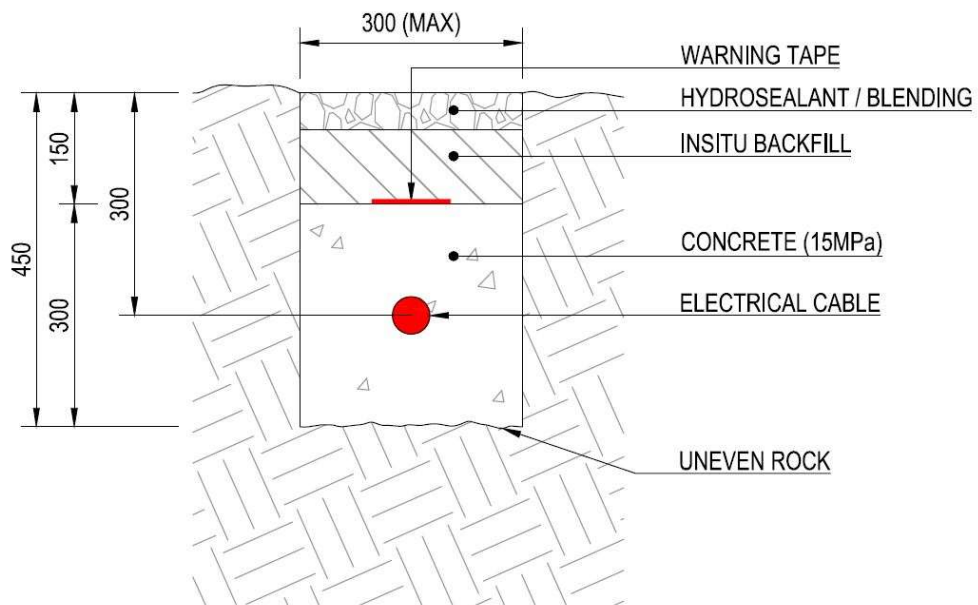 300 (MAX)
WARNING TAPE
HYDROSEALANT / BLENDING
INSITU BACKFILL
CONCRETE (15MPa)
ELECTRICAL CABLE
UNEVEN ROCK
450
150
300
300